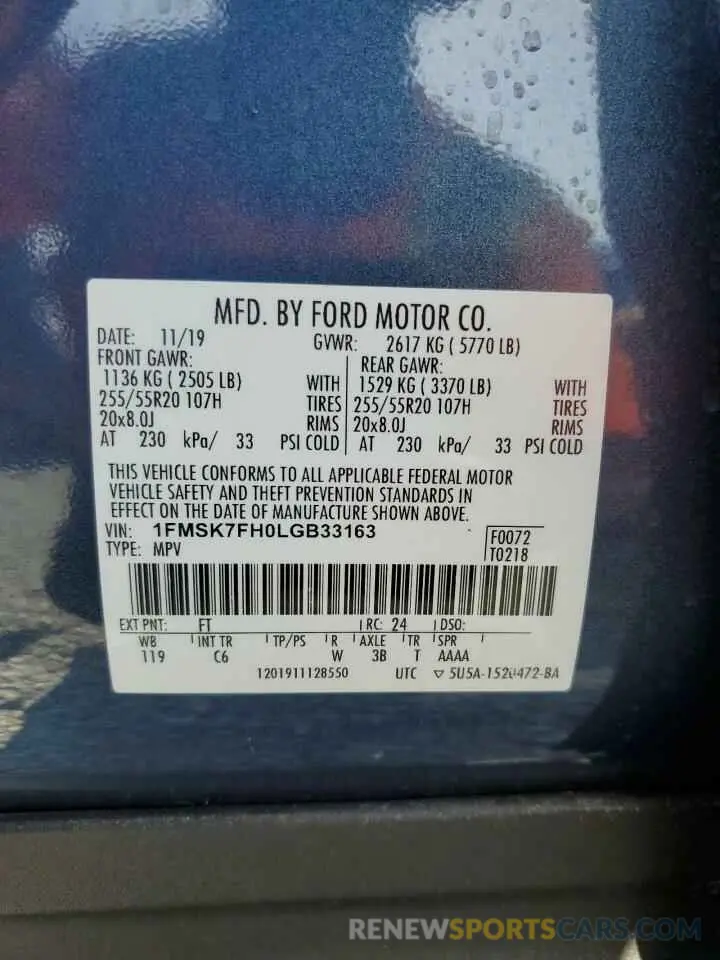 MFD. BY FORD MOTOR CO.
DATE: 11/19 GVWR: 2617 KG ( 5770 LB)
FRONT GAWR: REAR GAWR:
1136 KG ( 2505 LB) WITH 1529 KG ( 3370 LB) WITH
255/55R20 107H TIRES 255/55R20 107H TIRES
20x8.0J RIMS 20x8.0J RIMS
AT 230 kPa/ 33 PSI COLD AT 230 kPa/ 33 PSI COLD
THIS VEHICLE CONFORMS TO ALL APPLICABLE FEDERAL MOTOR
VEHICLE SAFETY AND THEFT PREVENTION STANDARDS IN
EFFECT ON THE DATE OF MANUFACTURE SHOWN ABOVE.
VIN: 1FMSK7FH0LGB33163 F0072
TYPE: MPV T0218
EXT PNT: FT RC: 24 DSO:
WB INT TR TP/PS R AXLE TR SPR
119 C6 W 3B T AAAA
1201911128550 UTC ▽ 5U5A-1520472-BA
RENEWSPORTSCARS.COM